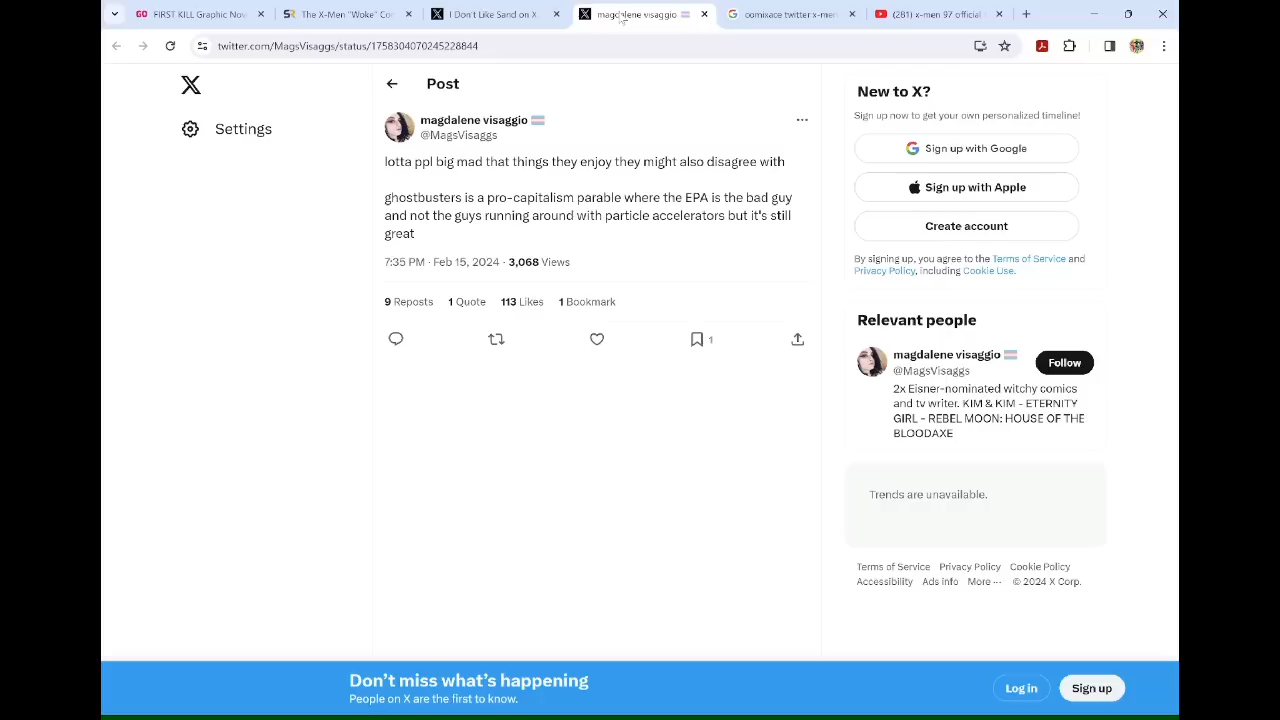 FIRST KILL Graphic Nov
The X-Men "Woke" Cor
I Don't Like Sand on X
magdalene visaggio
oomixace twitter x-men
(281) x-men 97 official
twitter.com/MagsVisaggs/status/1758304070245228844
Post
magdalene visaggio
@MagsVisaggs
lotta ppl big mad that things they enjoy they might also disagree with
ghostbusters is a pro-capitalism parable where the EPA is the bad guy
and not the guys running around with particle accelerators but it's still
great
7:35 PM · Feb 15, 2024 · 3,068 Views
9 Reposts 1 Quote 113 Likes 1 Bookmark
1
Settings
New to X?
Sign up now to get your own personalized timeline!
Sign up with Google
Sign up with Apple
Create account
By signing up, you agree to the Terms of Service and
Privacy Policy, including Cookie Use.
Relevant people
magdalene visaggio
@MagsVisaggs
Follow
2x Eisner-nominated witchy comics
and tv writer. KIM & KIM - ETERNITY
GIRL - REBEL MOON: HOUSE OF THE
BLOODAXE
Trends are unavailable.
Terms of Service Privacy Policy Cookie Policy
Accessibility Ads info More ··· © 2024 X Corp.
Don't miss what's happening
People on X are the first to know.
Log in
Sign up